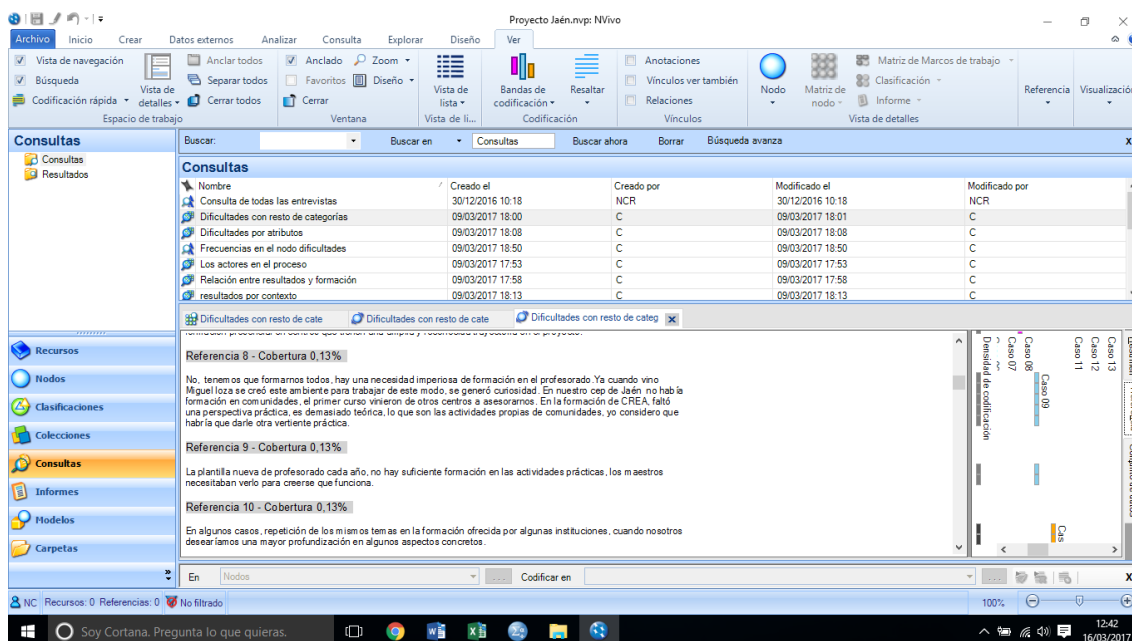 Proyecto Jaén.nvp: NVivo
Archivo Inicio Crear Datos externos Analizar Consulta Explorar Diseño Ver
Vista de navegación Anclar todos Anclado Zoom Anotaciones Matriz de Marcos de trabajo
Búsqueda Separar todos Favoritos Diseño Vínculos ver también Clasificación
Codificación rápida Vista de detalles Cerrar todos Cerrar Vista de lista Bandas de codificación Resaltar Relaciones Nodo Matriz de nodo Informe Referencia Visualizació
Espacio de trabajo Ventana Vista de li... Codificación Vínculos Vista de detalles
Consultas
Consultas
Resultados
Buscar: Buscar en Consultas Buscar ahora Borrar Búsqueda avanza X
Consultas
Nombre Creado el Creado por Modificado el Modificado por
Consulta de todas las entrevistas 30/12/2016 10:18 NCR 30/12/2016 10:18 NCR
Dificultades con resto de categorías 09/03/2017 18:00 C 09/03/2017 18:01 C
Dificultades por atributos 09/03/2017 18:08 C 09/03/2017 18:08 C
Frecuencias en el nodo dificultades 09/03/2017 18:50 C 09/03/2017 18:50 C
Los actores en el proceso 09/03/2017 17:53 C 09/03/2017 17:53 C
Relación entre resultados y formación 09/03/2017 17:58 C 09/03/2017 17:58 C
resultados por contexto 09/03/2017 18:13 C 09/03/2017 18:13 C
Dificultades con resto de cate Dificultades con resto de cate Dificultades con resto de categ
Referencia 8 - Cobertura 0,13%
No, tenemos que formarnos todos, hay una necesidad imperiosa de formación en el profesorado.Ya cuando vino
Miguel loza se creó este ambiente para trabajar de este modo, se generó curiosidad. En nuestro cep de Jaén no había
formación en comunidades, el primer curso vinieron de otros centros a asesorarnos. En la formación de CREA, faltó
una perspectiva práctica, es demasiado teórica, lo que son las actividades propias de comunidades, yo considero que
habría que darle otra vertiente práctica.
Referencia 9 - Cobertura 0,13%
La plantilla nueva de profesorado cada año, no hay suficiente formación en las actividades prácticas, los maestros
necesitaban verlo para creerse que funciona.
Referencia 10 - Cobertura 0,13%
En algunos casos, repetición de los mismos temas en la formación ofrecida por algunas instituciones, cuando nosotros
desearíamos una mayor profundización en algunos aspectos concretos.
Densidad de codificación
Caso 07
Caso 08
Caso 09
Cas
Caso 11
Caso 12
Caso 13
Recursos
Nodos
Clasificaciones
Colecciones
Consultas
Informes
Modelos
Carpetas
En Nodos ... Codificar en ... X
NC Recursos: 0 Referencias: 0 No filtrado 100%
Soy Cortana. Pregunta lo que quieras.
12:42
16/03/2017